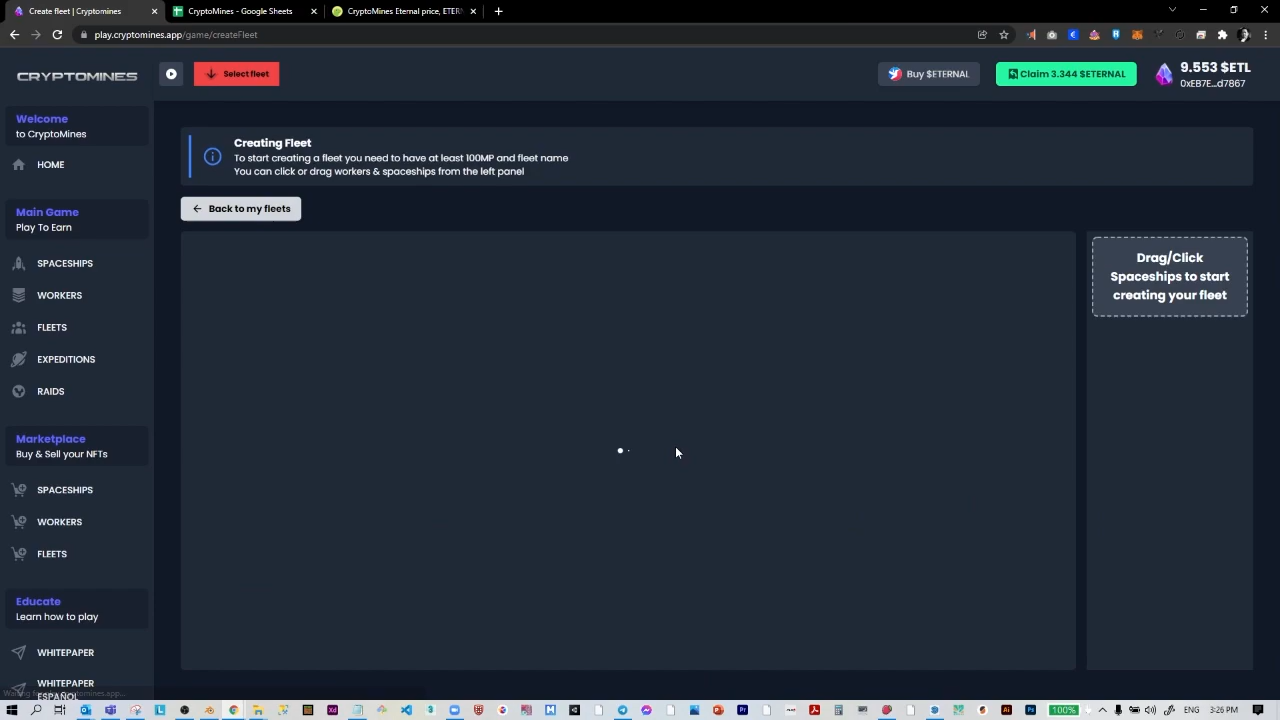 Create fleet | Cryptomines
CryptoMines - Google Sheets
CryptoMines Eternal price, ETERN
play.cryptomines.app/game/createFleet
CRYPTOMINES
Select fleet
Buy $ETERNAL
Claim 3.344 $ETERNAL
9.553 $ETL
0xEB7E...d7867
Welcome
to CryptoMines
HOME
Main Game
Play To Earn
SPACESHIPS
WORKERS
FLEETS
EXPEDITIONS
RAIDS
Marketplace
Buy & Sell your NFTs
SPACESHIPS
WORKERS
FLEETS
Educate
Learn how to play
WHITEPAPER
WHITEPAPER
ESPAÑOL
Creating Fleet
To start creating a fleet you need to have at least 100MP and fleet name
You can click or drag workers & spaceships from the left panel
Back to my fleets
Drag/Click
Spaceships to start
creating your fleet
100%
ENG
3:26 PM